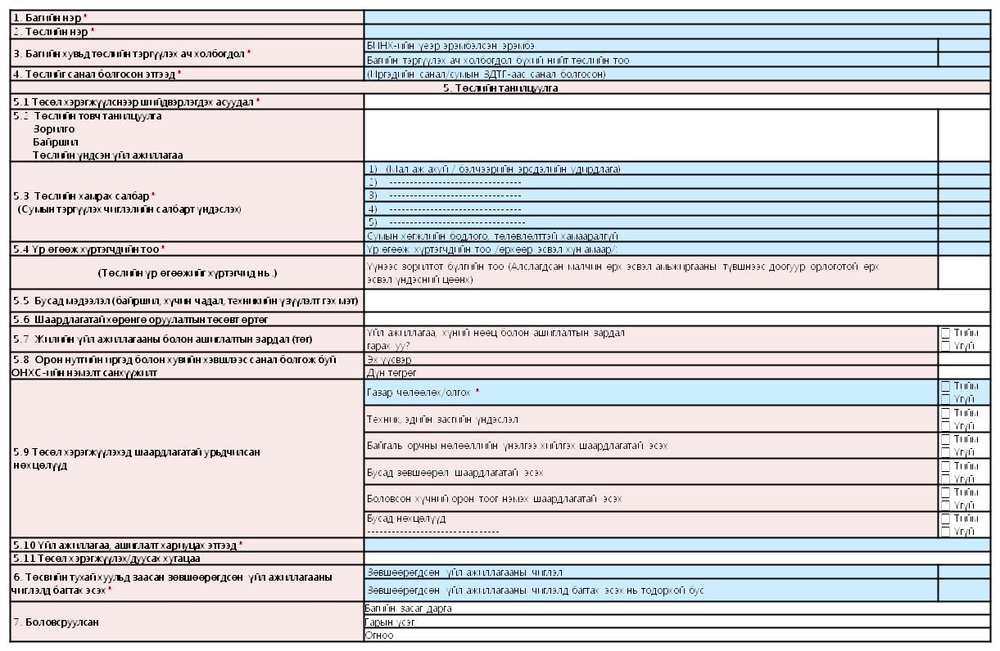 1. Багийн нэр *
2. Төслийн нэр *
3. Багийн хувьд төслийн тэргүүлэх ач холбогдол *
БИНХ-ийн үеэр эрэмбэлсэн эрэмбэ
Багийн тэргүүлэх ач холбогдол бүхий нийт төслийн тоо
4. Төслийг санал болгосон этгээд *
(Иргэдийн санал/сумын ЗДТГ-аас санал болгосон)
5. Төслийн танилцуулга
5.1 Төсөл хэрэгжүүлснээр шийдвэрлэгдэх асуудал *
5.2 Төслийн товч танилцуулга
Зорилго
Байршил
Төслийн үндсэн үйл ажиллагаа
5.3 Төслийн хамрах салбар *
(Сумын тэргүүлэх чиглэлийн салбарт үндэслэх)
1) (Мал аж ахуй / бэлчээрийн эрсдэлийн удирдлага)
2) --------------------------------
3) --------------------------------
4) --------------------------------
5) ---------------------------------
Сумын хөгжлийн бодлого, төлөвлөлттэй хамааралгүй
5.4 Үр өгөөж хүртэгчдийн тоо *
Үр өгөөж хүртэгчдийн тоо /өрхөөр эсвэл хүн амаар/:
(Төслийн үр өгөөжийг хүртэгчид нь.)
Үүнээс зорилтот бүлгийн тоо (Алслагдсан малчин өрх эсвэл амьжиргааны түвшнээс доогуур орлоготой өрх
эсвэл үндэсний цөөнх)
5.5 Бусад мэдээлэл (байршил, хүчин чадал, техникийн үзүүлэлт гэх мэт)
5.6 Шаардлагатай хөрөнгө оруулалтын төсөвт өртөг
5.7 Жилийн үйл ажиллагааны болон ашиглалтын зардал (төг)
Үйл ажиллагаа, хүний нөөц болон ашиглалтын зардал
гарах уу?
☐ Тийм
☐ Үгүй
5.8 Орон нутгийн иргэд болон хувийн хэвшлээс санал болгож буй
ОНХС-ийн нэмэлт санхүүжилт
Эх үүсвэр
Дүн төгрөг
5.9 Төсөл хэрэгжүүлэхэд шаардлагатай урьдчилсан
нөхцөлүүд
Газар чөлөөлөх/олгох *
☐ Тийм
☐ Үгүй
Техник, эдийн засгийн үндэслэл
☐ Тийм
☐ Үгүй
Байгаль орчны нөлөөллийн үнэлгээ хийлгэх шаардлагатай эсэх
☐ Тийм
☐ Үгүй
Бусад зөвшөөрөл шаардлагатай эсэх
☐ Тийм
☐ Үгүй
Боловсон хүчний орон тоог нэмэх шаардлагатай эсэх
☐ Тийм
☐ Үгүй
Бусад нөхцөлүүд
--------------------------------
☐ Тийм
☐ Үгүй
5.10 Үйл ажиллагаа, ашиглалт хариуцах этгээд *
5.11 Төсөл хэрэгжүүлэх/дуусах хугацаа
6. Төсвийн тухай хуульд заасан зөвшөөрөгдсөн үйл ажиллагааны
чиглэлд багтах эсэх *
Зөвшөөрөгдсөн үйл ажиллагааны чиглэл
Зөвшөөрөгдсөн үйл ажиллагааны чиглэлд багтах эсэх нь тодорхой бус
7. Боловсруулсан
Багийн засаг дарга
Гарын үсэг
Огноо